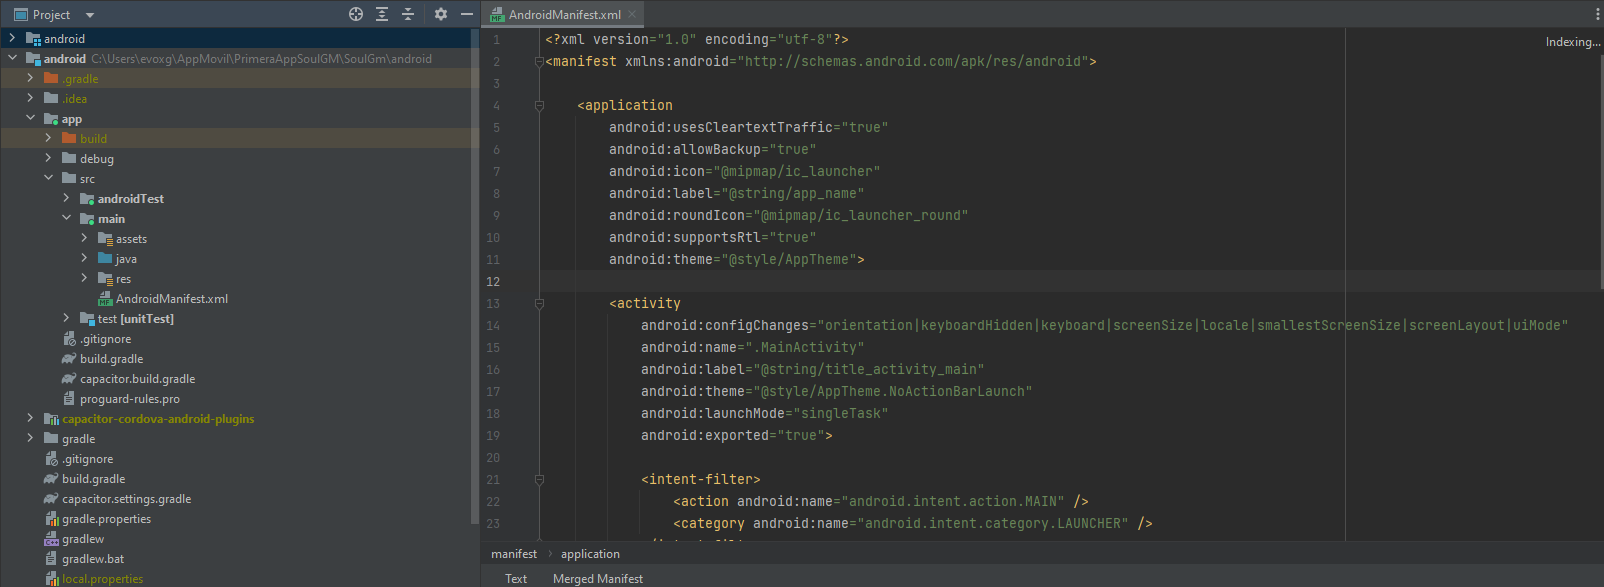 Project
android
android C:\Users\evoxg\AppMovil\PrimeraAppSoulGM\SoulGm\android
.gradle
.idea
app
build
debug
src
androidTest
main
assets
java
res
AndroidManifest.xml
test [unitTest]
.gitignore
build.gradle
capacitor.build.gradle
proguard-rules.pro
capacitor-cordova-android-plugins
gradle
.gitignore
build.gradle
capacitor.settings.gradle
gradle.properties
gradlew
gradlew.bat
local.properties
AndroidManifest.xml
Indexing...
1 <?xml version="1.0" encoding="utf-8"?>
2 <manifest xmlns:android="http://schemas.android.com/apk/res/android">
3
4 <application
5 android:usesCleartextTraffic="true"
6 android:allowBackup="true"
7 android:icon="@mipmap/ic_launcher"
8 android:label="@string/app_name"
9 android:roundIcon="@mipmap/ic_launcher_round"
10 android:supportsRtl="true"
11 android:theme="@style/AppTheme">
12
13 <activity
14 android:configChanges="orientation|keyboardHidden|keyboard|screenSize|locale|smallestScreenSize|screenLayout|uiMode"
15 android:name=".MainActivity"
16 android:label="@string/title_activity_main"
17 android:theme="@style/AppTheme.NoActionBarLaunch"
18 android:launchMode="singleTask"
19 android:exported="true">
20
21 <intent-filter>
22 <action android:name="android.intent.action.MAIN" />
23 <category android:name="android.intent.category.LAUNCHER" />
manifest › application
Text Merged Manifest